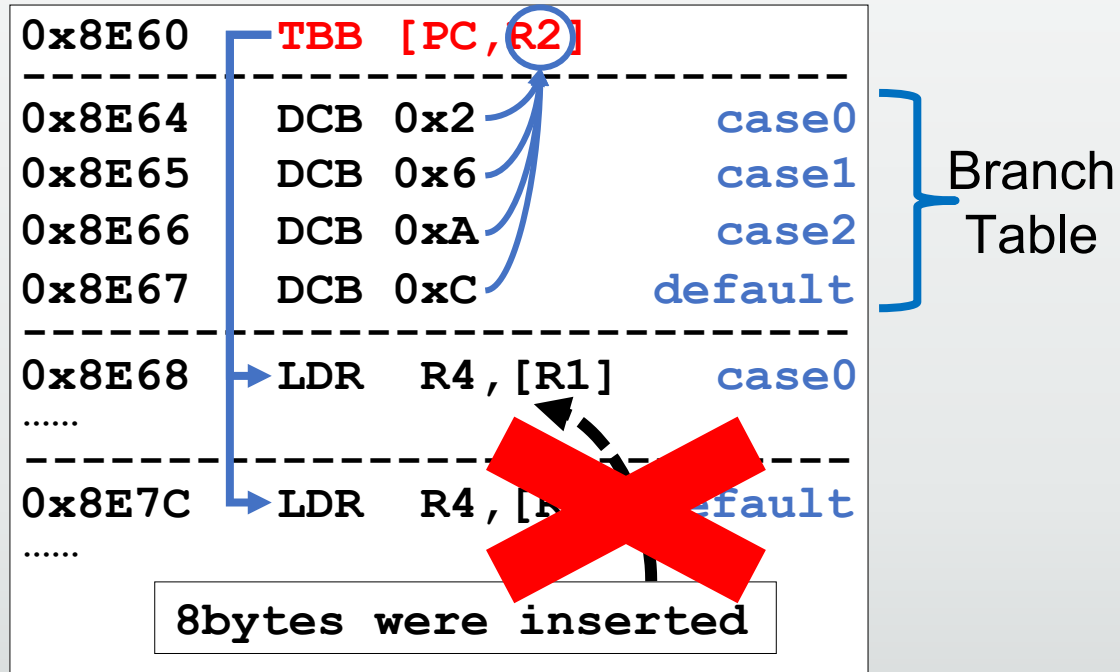 0x8E60 TBB [PC,R2]
0x8E64 DCB 0x2 case0
0x8E65 DCB 0x6 case1
0x8E66 DCB 0xA case2
0x8E67 DCB 0xC default
Branch
Table
0x8E68 LDR R4,[R1] case0
......
0x8E7C LDR R4,[
......
8bytes were inserted